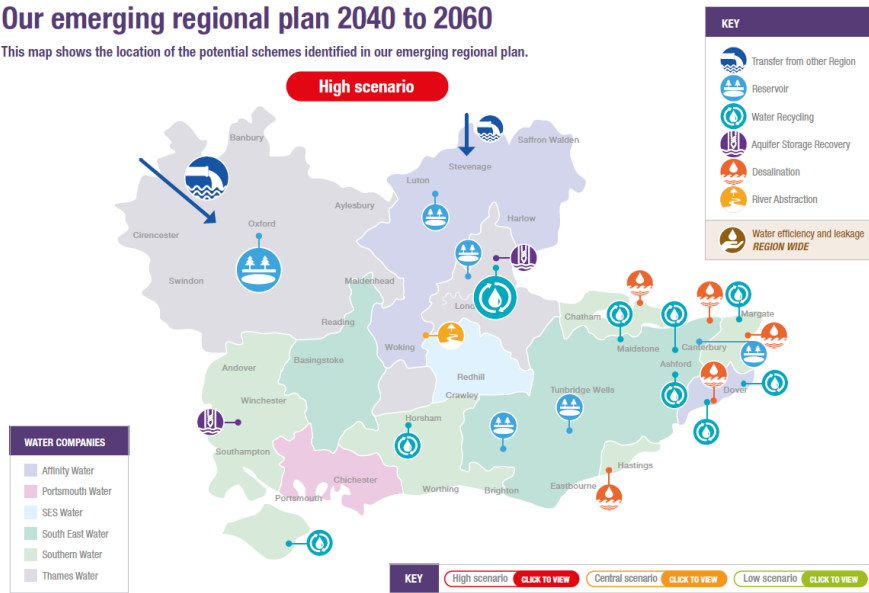 Our emerging regional plan 2040 to 2060
This map shows the location of the potential schemes identified in our emerging regional plan.
High scenario
KEY
Transfer from other Region
Reservoir
Water Recycling
Aquifer Storage Recovery
Desalination
River Abstraction
Water efficiency and leakage
REGION WIDE
Banbury
Saffron Walden
Stevenage
Luton
Aylesbury
Harlow
Oxford
Cirencester
Swindon
Maidenhead
Reading
Chatham
Margate
Woking
Maidstone
Canterbury
Basingstoke
Ashford
Andover
Redhill
Tunbridge Wells
Dover
Crawley
Winchester
Horsham
Southampton
Hastings
Chichester
Worthing
Brighton
Eastbourne
Portsmouth
WATER COMPANIES
Affinity Water
Portsmouth Water
SES Water
South East Water
Southern Water
Thames Water
KEY
High scenario CLICK TO VIEW Central scenario CLICK TO VIEW Low scenario CLICK TO VIEW